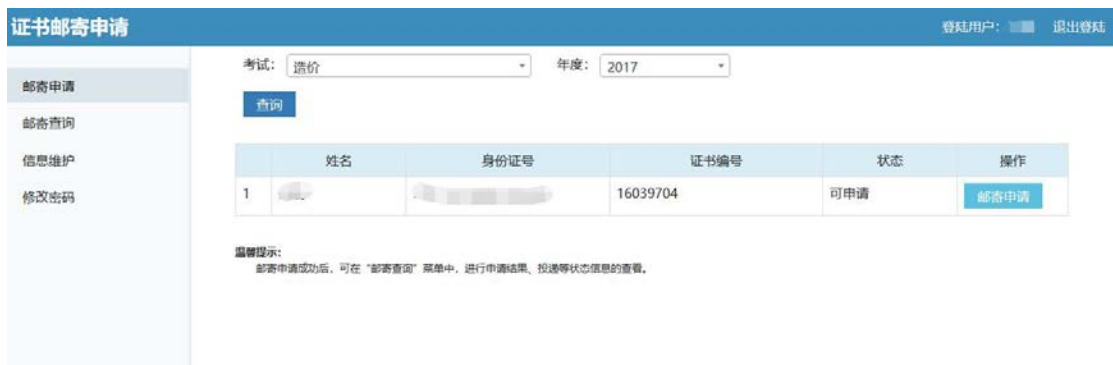 证书邮寄申请 登陆用户： 退出登陆
考试： 造价 年度： 2017
邮寄申请
查询
邮寄查询
信息维护
姓名 身份证号 证书编号 状态 操作
修改密码
1 16039704 可申请 邮寄申请
温馨提示：
邮寄申请成功后，可在“邮寄查询”菜单中，进行申请结果、投递等状态信息的查看。